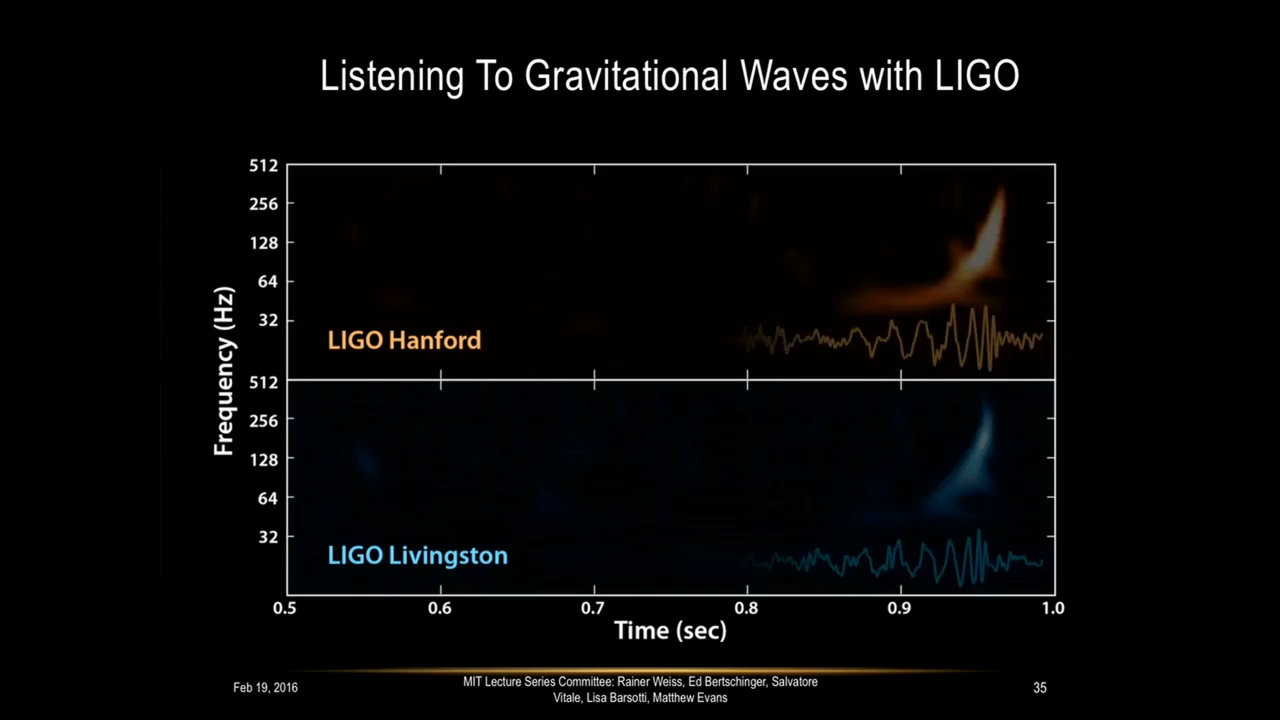 Listening To Gravitational Waves with LIGO
512
256
128
64
32
LIGO Hanford
Frequency (Hz)
512
256
128
64
32
LIGO Livingston
0.5 0.6 0.7 0.8 0.9 1.0
Time (sec)
Feb 19, 2016
MIT Lecture Series Committee: Rainer Weiss, Ed Bertschinger, Salvatore
Vitale, Lisa Barsotti, Matthew Evans
35